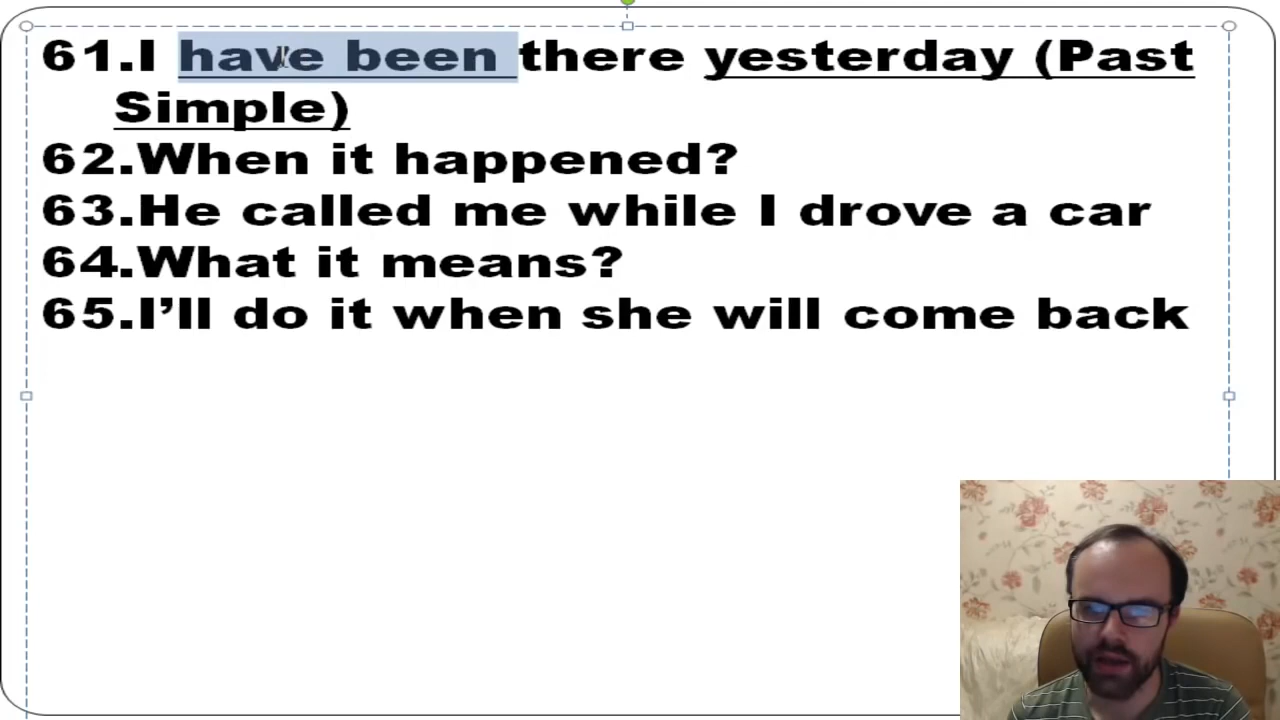 61.I have been there yesterday (Past
Simple)
62.When it happened?
63.He called me while I drove a car
64.What it means?
65.I’ll do it when she will come back